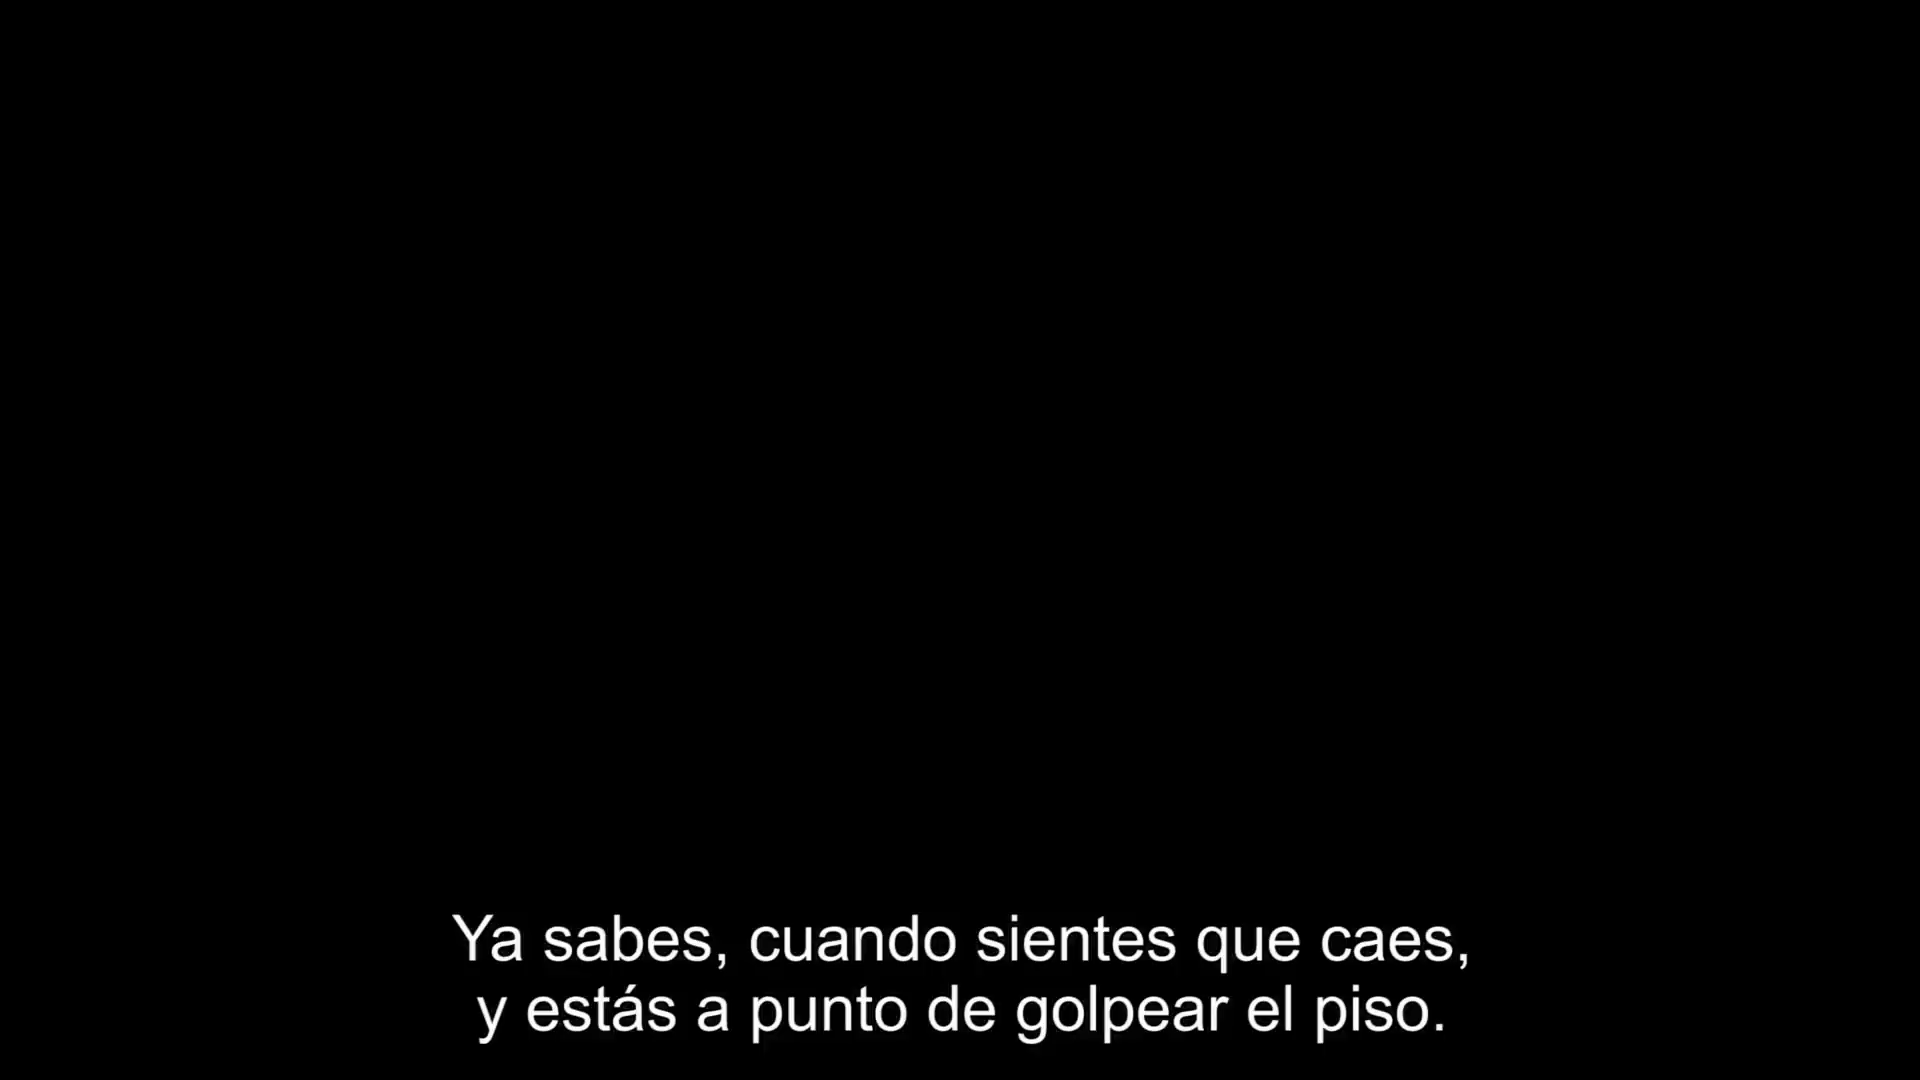 Ya sabes, cuando sientes que caes,
y estás a punto de golpear el piso.